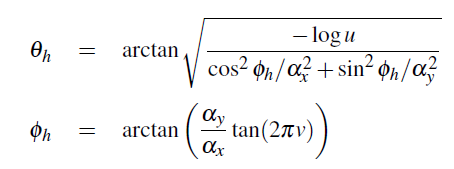 θ_h = arctan √( −log u / ( cos² ϕ_h/α_x² + sin² ϕ_h/α_y² ) )
ϕ_h = arctan ( α_y/α_x tan(2πv) )